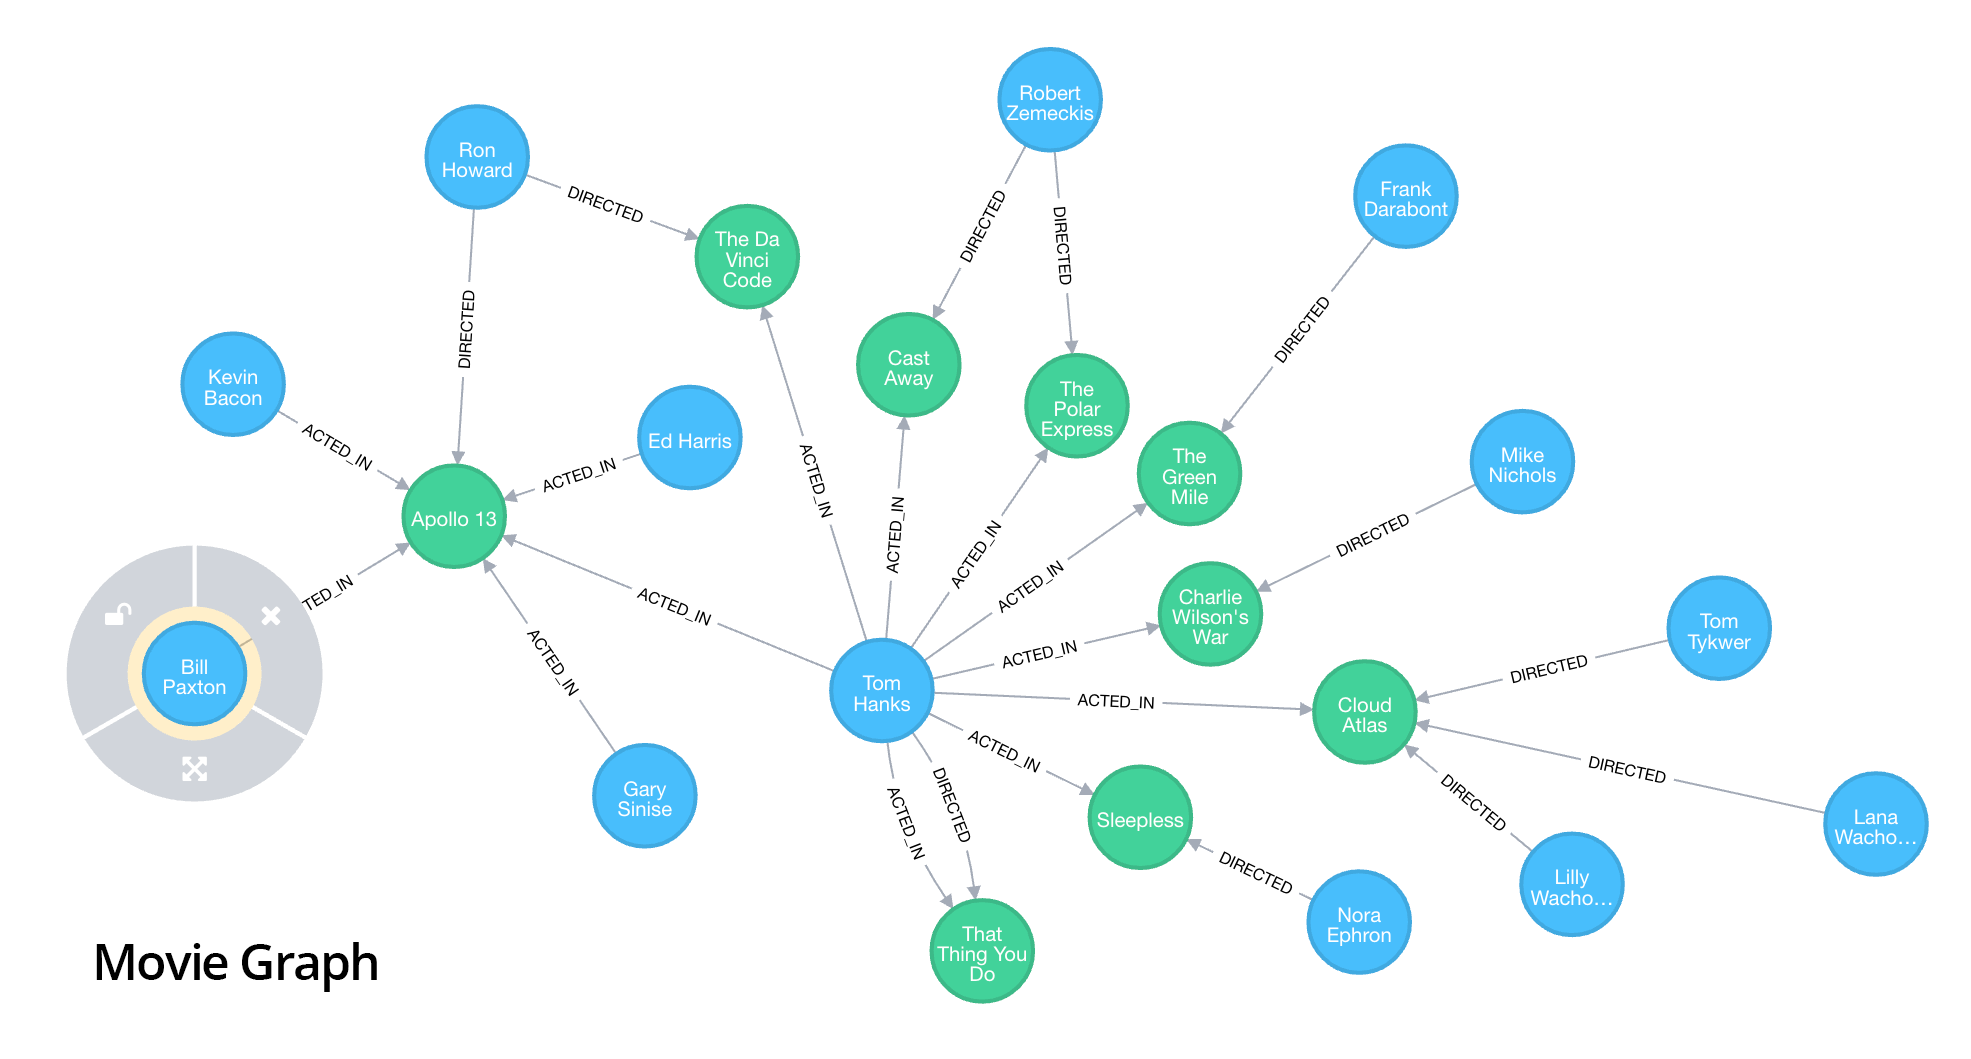 Robert
Zemeckis
Ron
Howard
DIRECTED
Frank
Darabont
DIRECTED
DIRECTED
The Da
Vinci
Code
DIRECTED
DIRECTED
Cast
Away
Kevin
Bacon
The
Polar
Express
ACTED_IN
Ed Harris
ACTED_IN
ACTED_IN
The
Green
Mile
Mike
Nichols
Apollo 13
ACTED_IN
ACTED_IN
DIRECTED
TED_IN
ACTED_IN
ACTED_IN
Charlie
Wilson's
War
ACTED_IN
ACTED_IN
Tom
Tykwer
DIRECTED
Bill
Paxton
Tom
Hanks
ACTED_IN
Cloud
Atlas
ACTED_IN
DIRECTED
Gary
Sinise
ACTED_IN
DIRECTED
DIRECTED
Sleepless
Lana
Wacho...
DIRECTED
Lilly
Wacho...
Nora
Ephron
That
Thing You
Do
Movie Graph